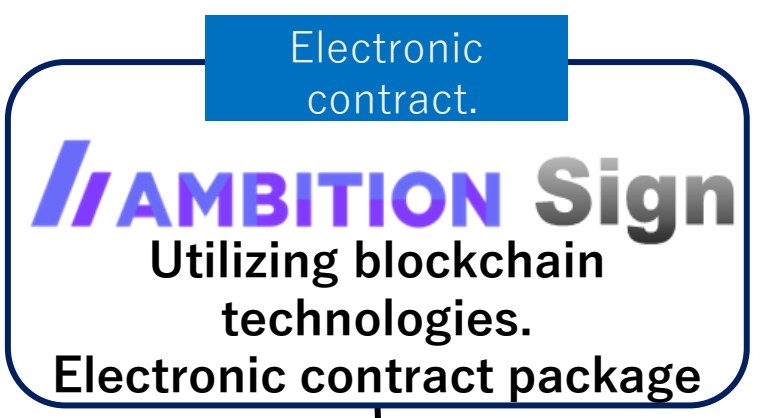 Electronic
contract.
AMBITION Sign
Utilizing blockchain
technologies.
Electronic contract package